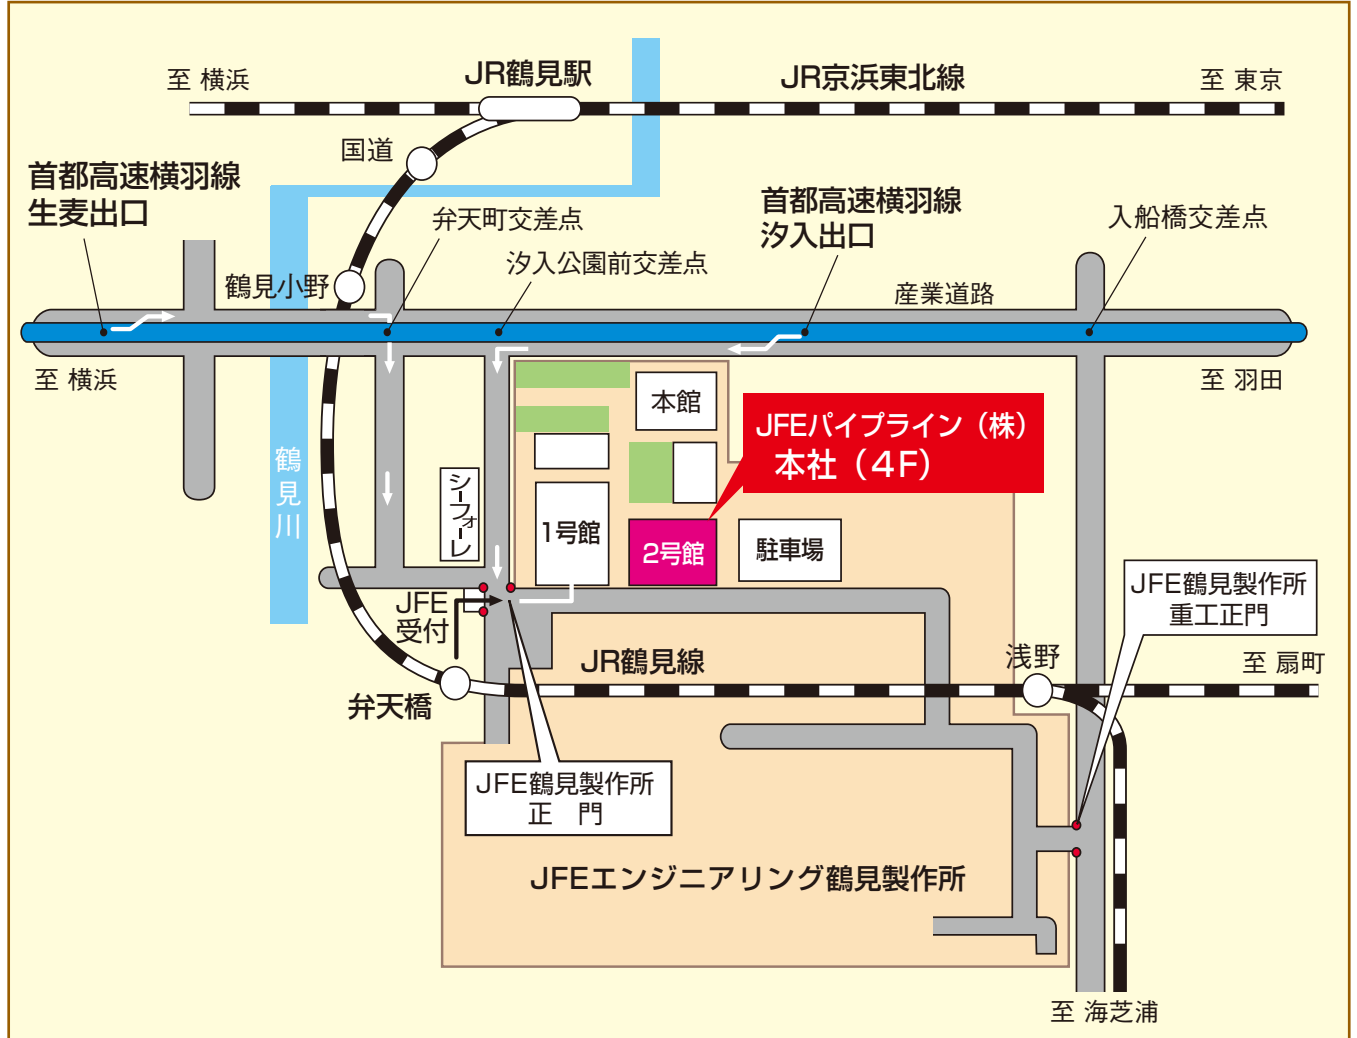 JR鶴見駅
JR京浜東北線
至 横浜
至 東京
国道
首都高速横羽線
生麦出口
弁天町交差点
首都高速横羽線
汐入出口
入船橋交差点
汐入公園前交差点
鶴見小野
産業道路
至 横浜
至 羽田
本館
JFEパイプライン（株）
本社（4F）
鶴見川
シーフォーレ
1号館
2号館
駐車場
JFE
受付
JFE鶴見製作所
重工正門
JR鶴見線
浅野
至 扇町
弁天橋
JFE鶴見製作所
正　門
JFEエンジニアリング鶴見製作所
至 海芝浦